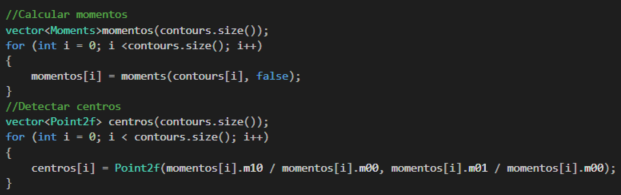 //Calcular momentos
vector<Moments>momentos(contours.size());
for (int i = 0; i <contours.size(); i++)
{
momentos[i] = moments(contours[i], false);
}
//Detectar centros
vector<Point2f> centros(contours.size());
for (int i = 0; i < contours.size(); i++)
{
centros[i] = Point2f(momentos[i].m10 / momentos[i].m00, momentos[i].m01 / momentos[i].m00);
}